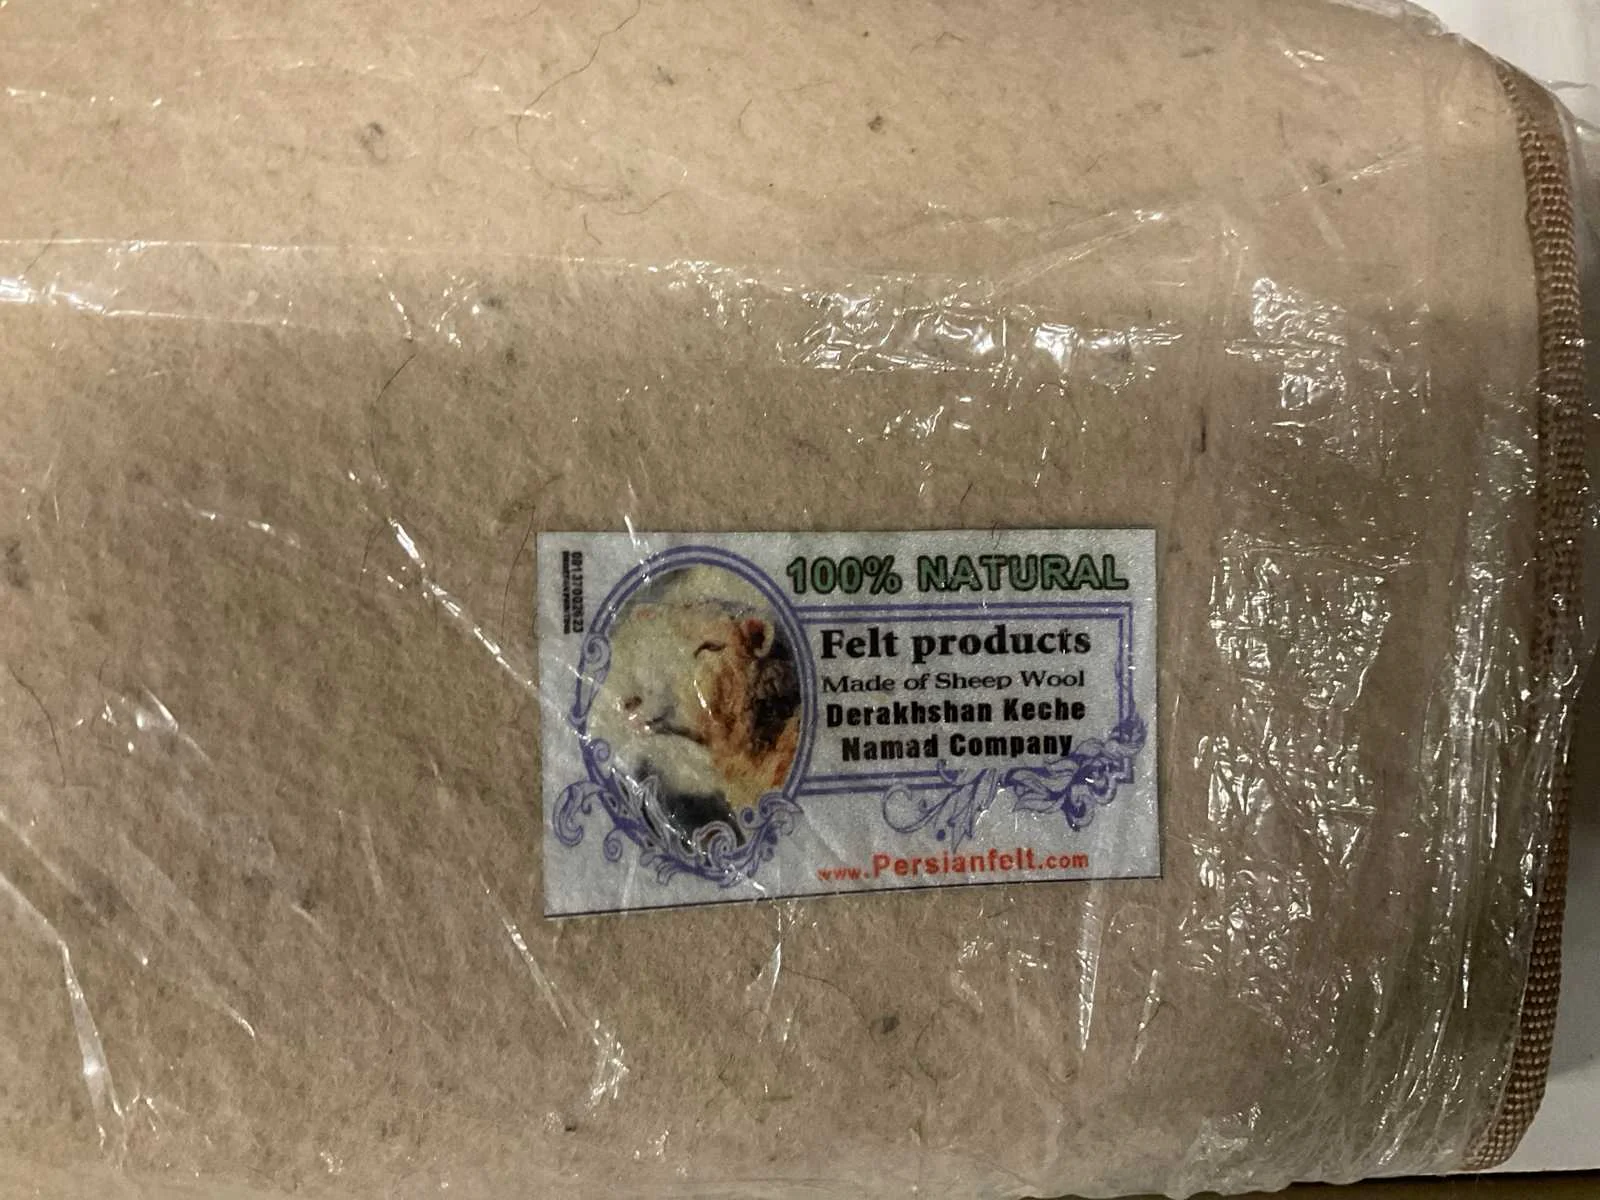 100% NATURAL
Felt products
Made of Sheep Wool
Derakhshan Keche
Namad Company
www.Persianfelt.com